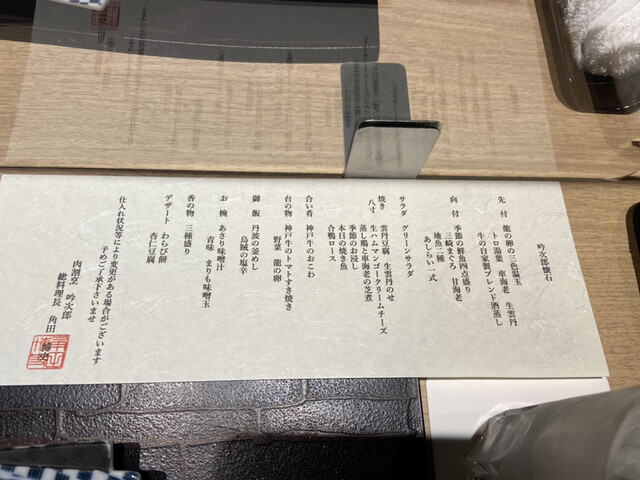 吟次郎懐石
先 付 龍の卵の三色温玉
トロ湯葉 車海老 生雲丹
牛の自家製ブレンド酒蒸し
向 付 季節の鮮魚四点盛り
三崎まぐろ 甘海老
地魚二種
あしらい一式
サラダ グリーンサラダ
焼き 雲丹豆腐 生雲丹のせ
八寸 生ハムマンゴークリームチーズ
蒸し鶏と車海老の芝煮
季節のお浸し
本日の焼き魚
合鴨ロース
合い肴 神戸牛のおこわ
台の物 神戸牛のトマトすき焼き
野菜 龍の卵
御 飯 丹波の釜めし
烏賊の塩辛
お 椀 あさり味噌汁
青味 まりも味噌玉
香の物 三種盛り
デザート わらび餅
杏仁豆腐
仕入れ状況等により変更がある場合がございます
予めご了承下さいませ
肉割烹 吟次郎
総料理長 角田 博史